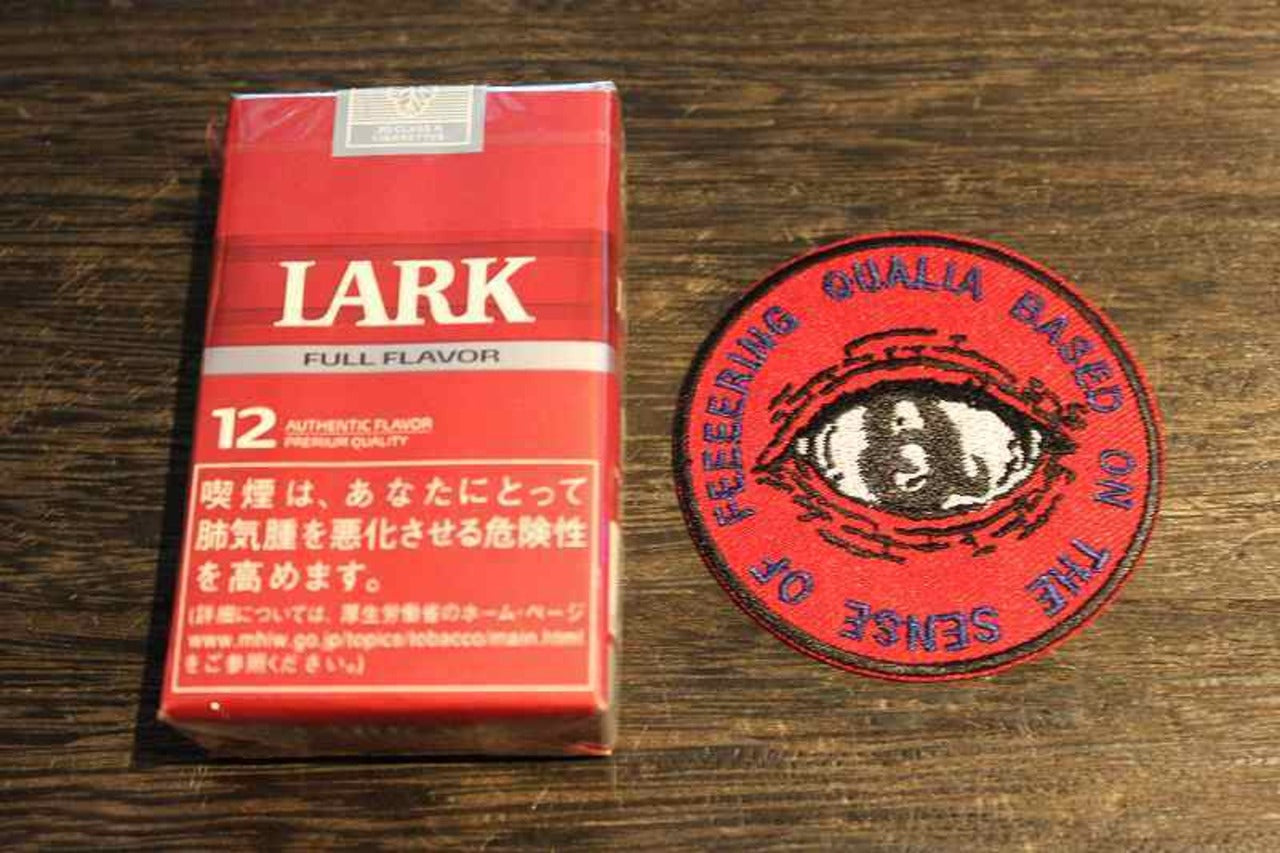 20 CLASS A
CIGARETTES
LARK
FULL FLAVOR
12 AUTHENTIC FLAVOR
PREMIUM QUALITY
喫煙は、あなたにとって
肺気腫を悪化させる危険性
を高めます。
(詳細については、厚生労働省のホーム・ページ
www.mhlw.go.jp/topics/tobacco/main.html
をご参照ください。)
FEEEERING QUALIA BASED ON THE SENSE OF